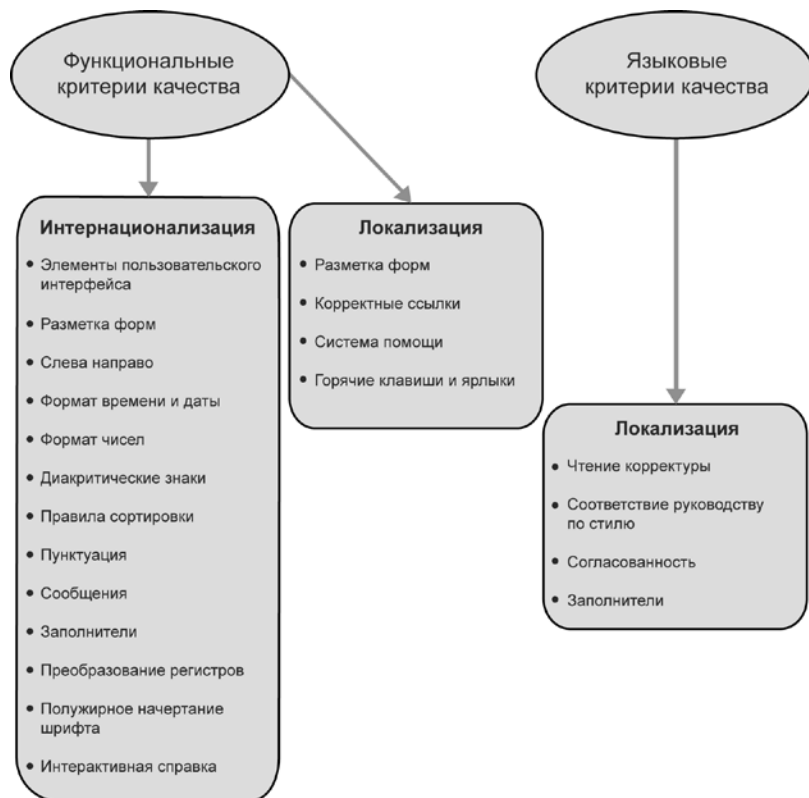 Функциональные
критерии качества
Языковые
критерии качества
Интернационализация
• Элементы пользовательского
интерфейса
• Разметка форм
• Слева направо
• Формат времени и даты
• Формат чисел
• Диакритические знаки
• Правила сортировки
• Пунктуация
• Сообщения
• Заполнители
• Преобразование регистров
• Полужирное начертание
шрифта
• Интерактивная справка
Локализация
• Разметка форм
• Корректные ссылки
• Система помощи
• Горячие клавиши и ярлыки
Локализация
• Чтение корректуры
• Соответствие руководству
по стилю
• Согласованность
• Заполнители